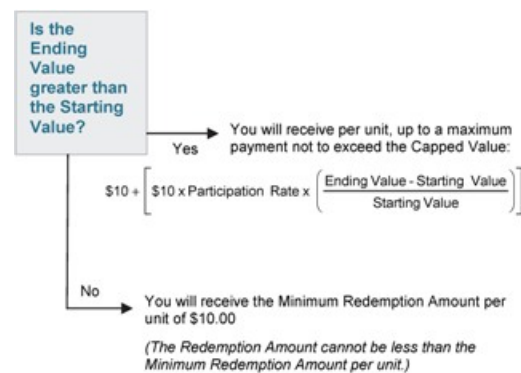 Is the
Ending
Value
greater than
the Starting
Value?
Yes
You will receive per unit, up to a maximum
payment not to exceed the Capped Value:
$10 + [ $10 x Participation Rate x ( Ending Value - Starting Value
Starting Value ) ]
No
You will receive the Minimum Redemption Amount per
unit of $10.00
(The Redemption Amount cannot be less than the
Minimum Redemption Amount per unit.)